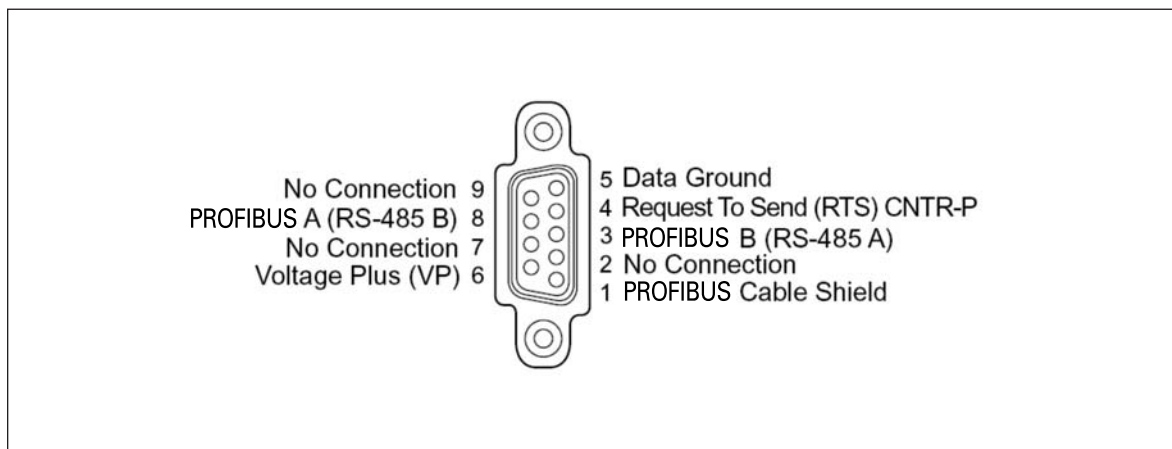 No Connection 9
PROFIBUS A (RS-485 B) 8
No Connection 7
Voltage Plus (VP) 6
5 Data Ground
4 Request To Send (RTS) CNTR-P
3 PROFIBUS B (RS-485 A)
2 No Connection
1 PROFIBUS Cable Shield